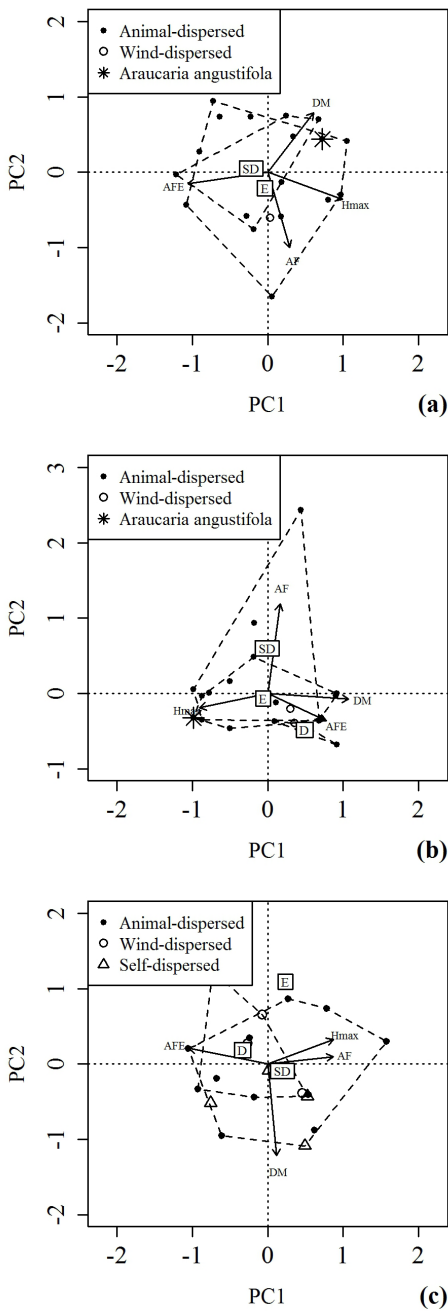 Animal-dispersed
Wind-dispersed
Araucaria angustifola
PC2
2
1
0
-1
-2
DM
SD
AFE
E
Hmax
AF
-2 -1 0 1 2
PC1
(a)
Animal-dispersed
Wind-dispersed
Araucaria angustifola
PC2
3
2
1
0
-1
AF
SD
E
DM
Hmax
AFE
D
-2 -1 0 1 2
PC1
(b)
Animal-dispersed
Wind-dispersed
Self-dispersed
PC2
2
1
0
-1
-2
E
Hmax
AFE
D
AF
SD
DM
-2 -1 0 1 2
PC1
(c)